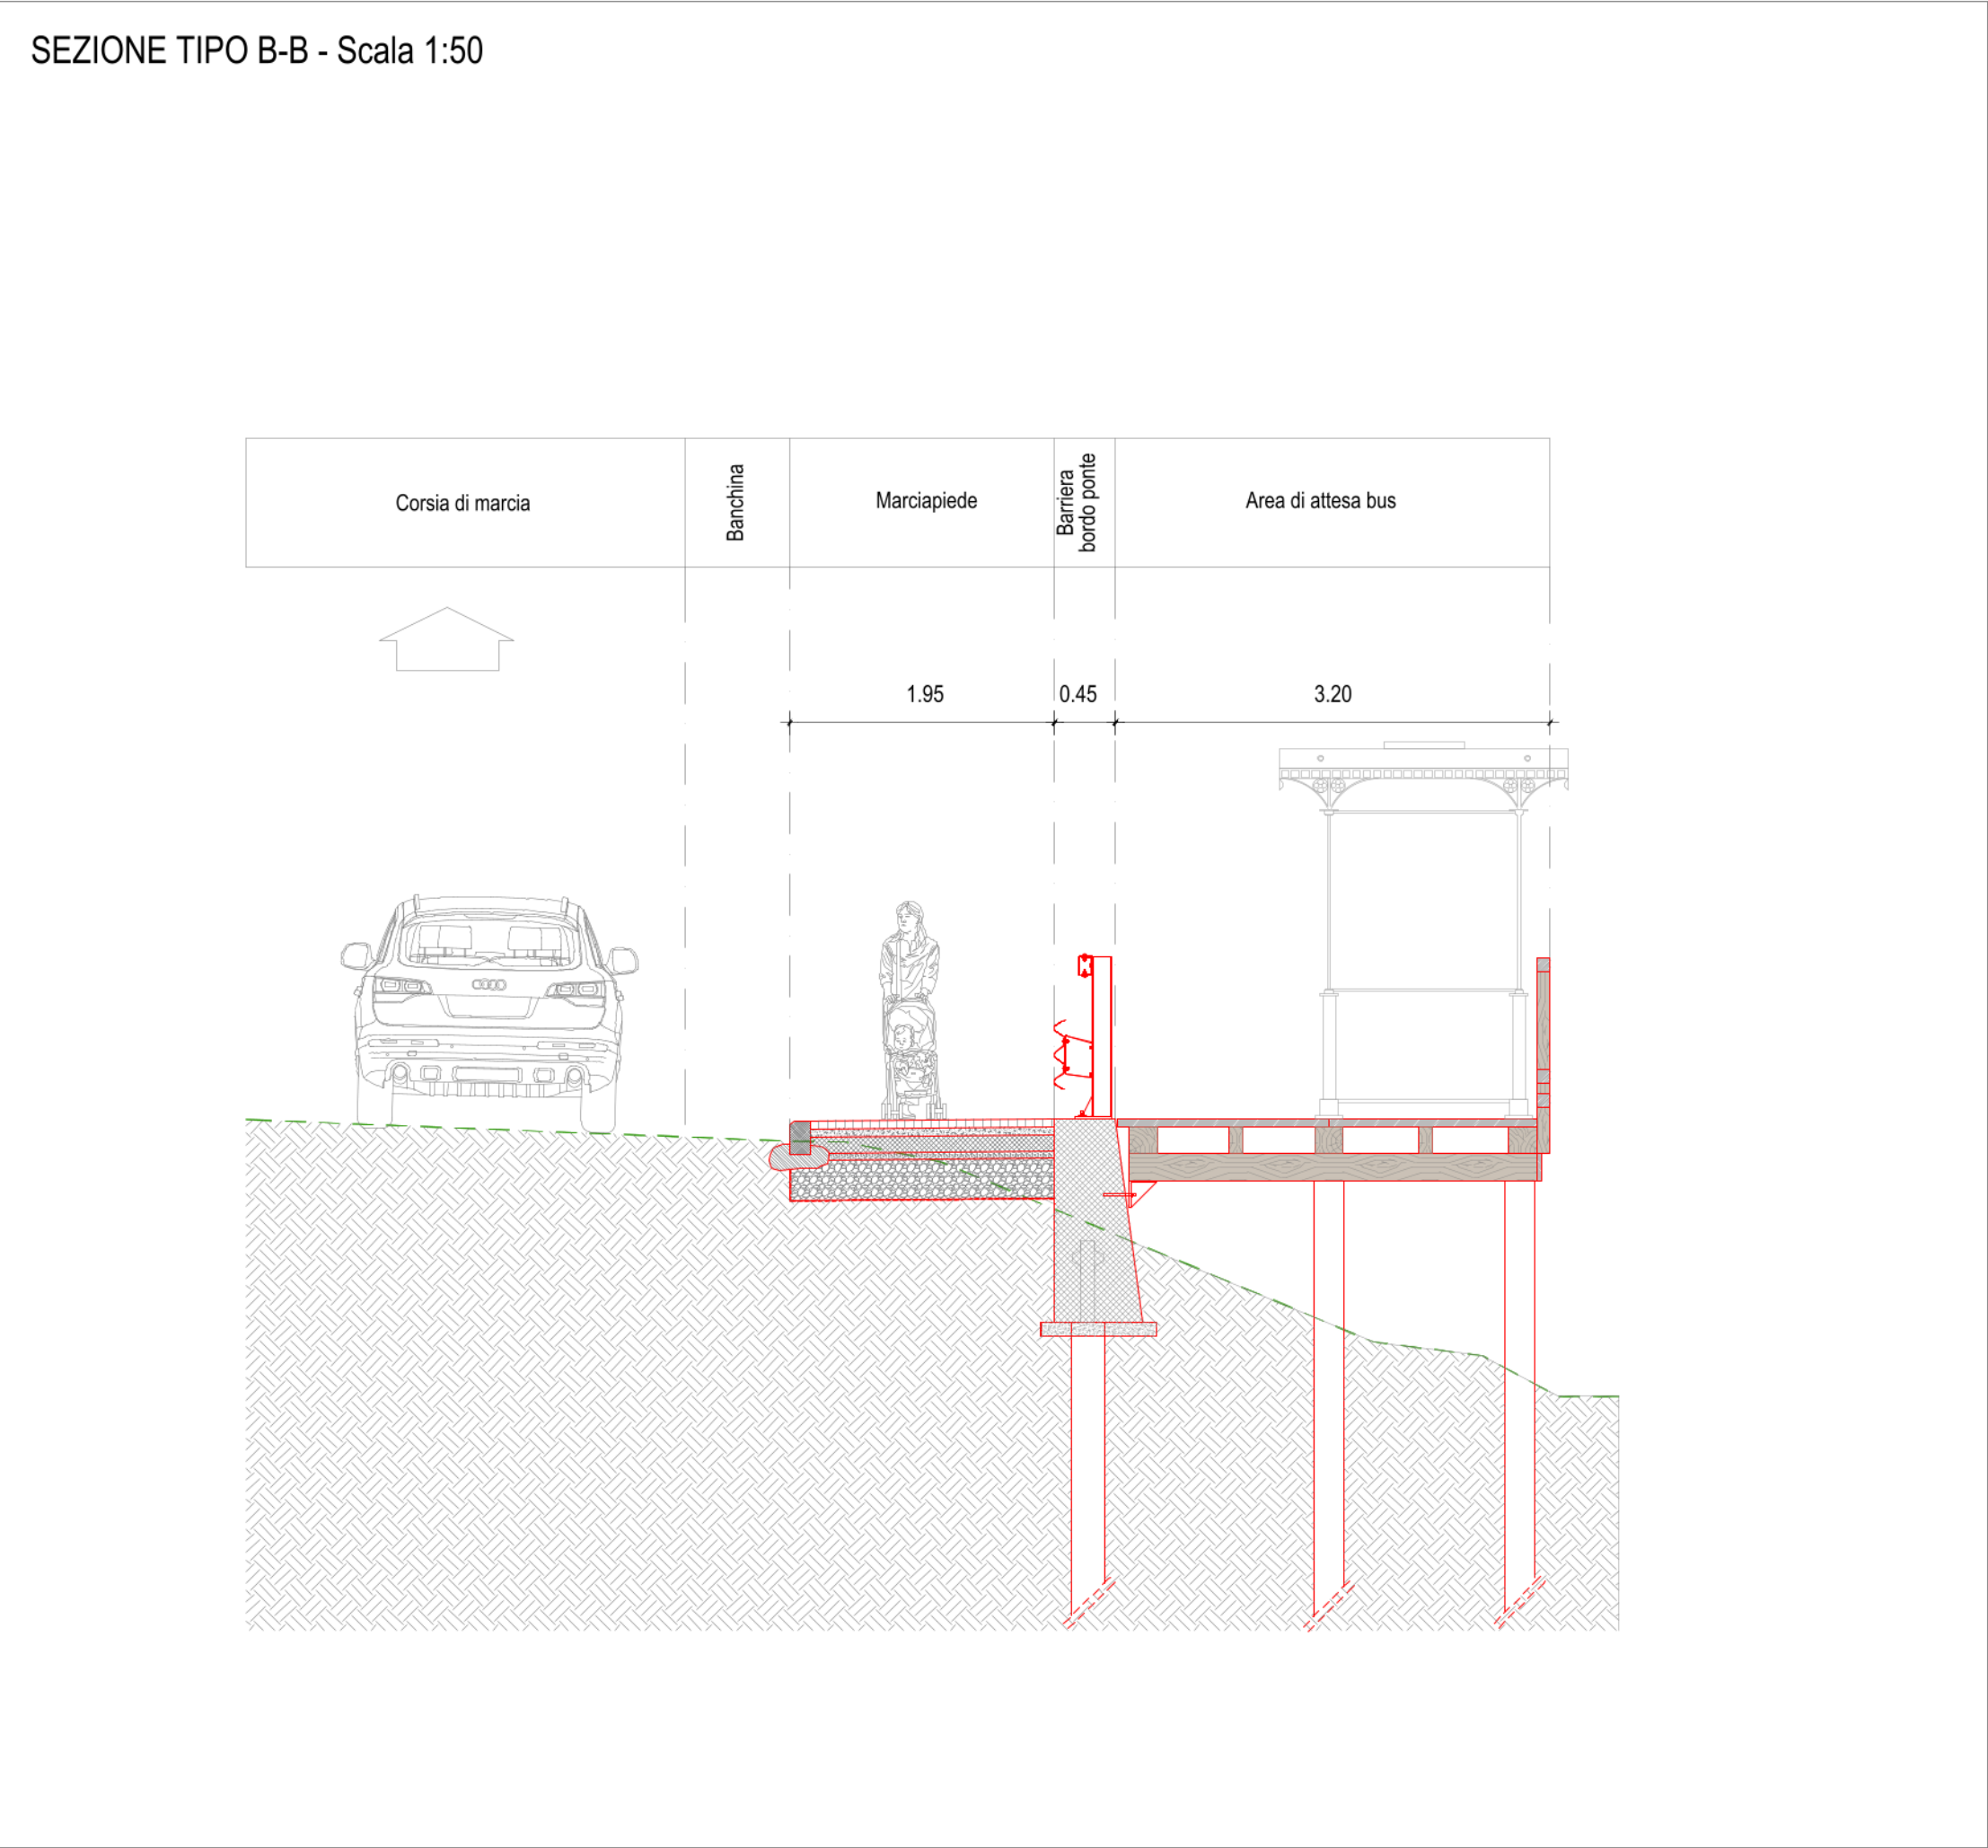 SEZIONE TIPO B-B - Scala 1:50
Corsia di marcia
Banchina
Marciapiede
Barriera
bordo ponte
Area di attesa bus
1.95
0.45
3.20